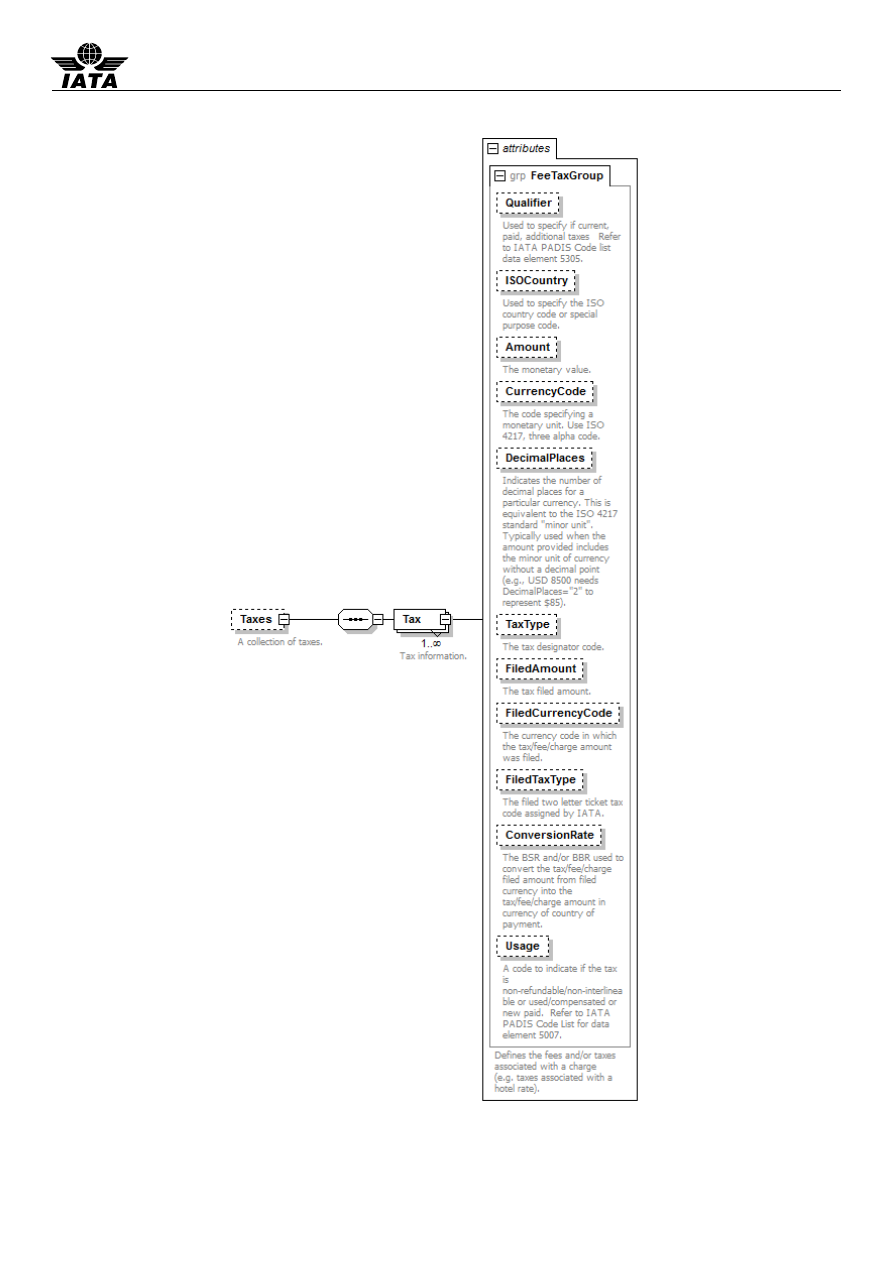 IATA
attributes
grp FeeTaxGroup
Qualifier
Used to specify if current,
paid, additional taxes   Refer
to IATA PADIS Code list
data element 5305.
ISOCountry
Used to specify the ISO
country code or special
purpose code.
Amount
The monetary value.
CurrencyCode
The code specifying a
monetary unit. Use ISO
4217, three alpha code.
DecimalPlaces
Indicates the number of
decimal places for a
particular currency. This is
equivalent to the ISO 4217
standard "minor unit".
Typically used when the
amount provided includes
the minor unit of currency
without a decimal point
(e.g., USD 8500 needs
DecimalPlaces="2" to
represent $85).
Taxes
A collection of taxes.
Tax
1..∞
Tax information.
TaxType
The tax designator code.
FiledAmount
The tax filed amount.
FiledCurrencyCode
The currency code in which
the tax/fee/charge amount
was filed.
FiledTaxType
The filed two letter ticket tax
code assigned by IATA.
ConversionRate
The BSR and/or BBR used to
convert the tax/fee/charge
filed amount from filed
currency into the
tax/fee/charge amount in
currency of country of
payment.
Usage
A code to indicate if the tax
is
non-refundable/non-interlinea
ble or used/compensated or
new paid.  Refer to IATA
PADIS Code List for data
element 5007.
Defines the fees and/or taxes
associated with a charge
(e.g. taxes associated with a
hotel rate).